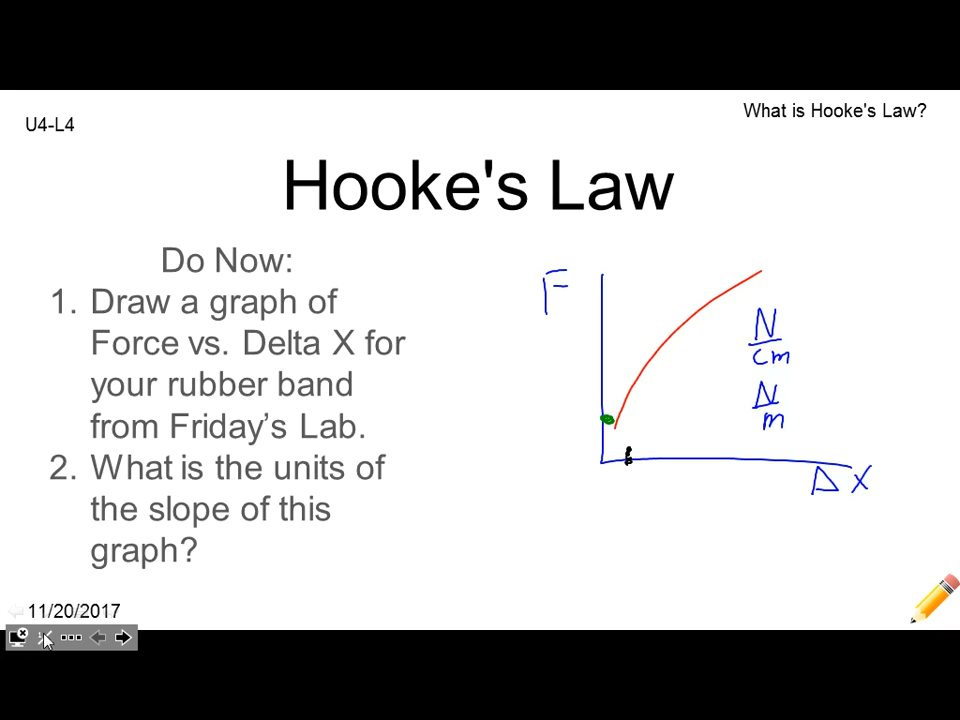 U4-L4
What is Hooke's Law?
Hooke's Law
Do Now:
1. Draw a graph of
Force vs. Delta X for
your rubber band
from Friday’s Lab.
2. What is the units of
the slope of this
graph?
F
N
cm
N
m
Δ X
11/20/2017